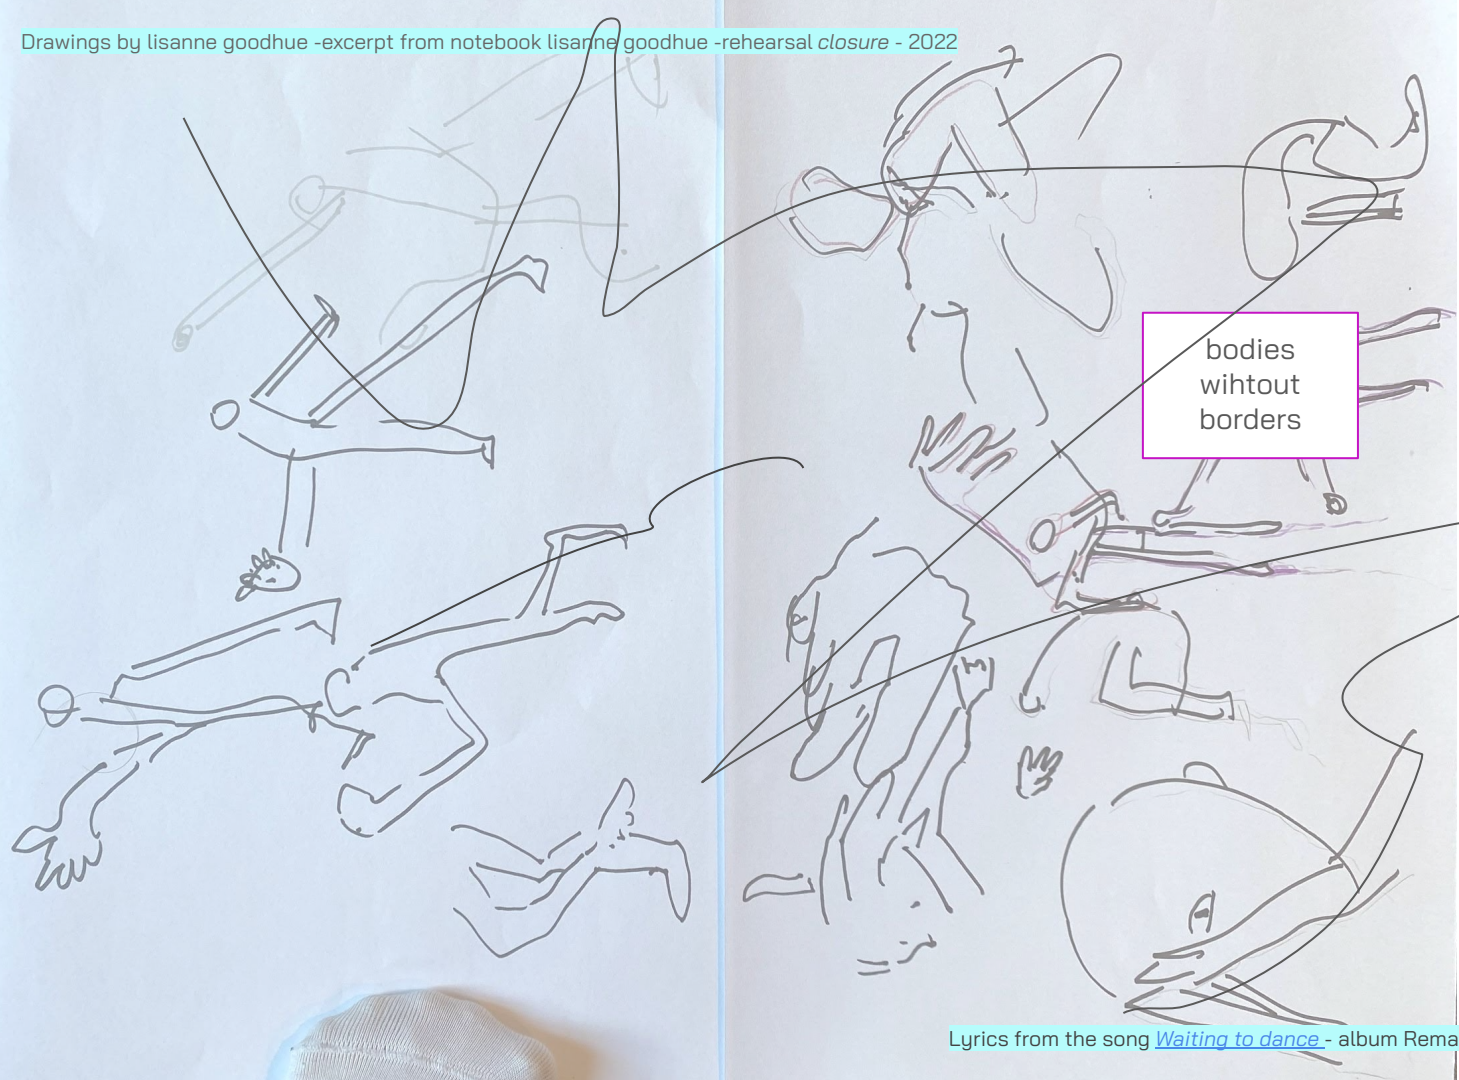 Drawings by lisanne goodhue -excerpt from notebook lisanne goodhue -rehearsal closure - 2022
bodies
wihtout
borders
Lyrics from the song Waiting to dance - album Rema